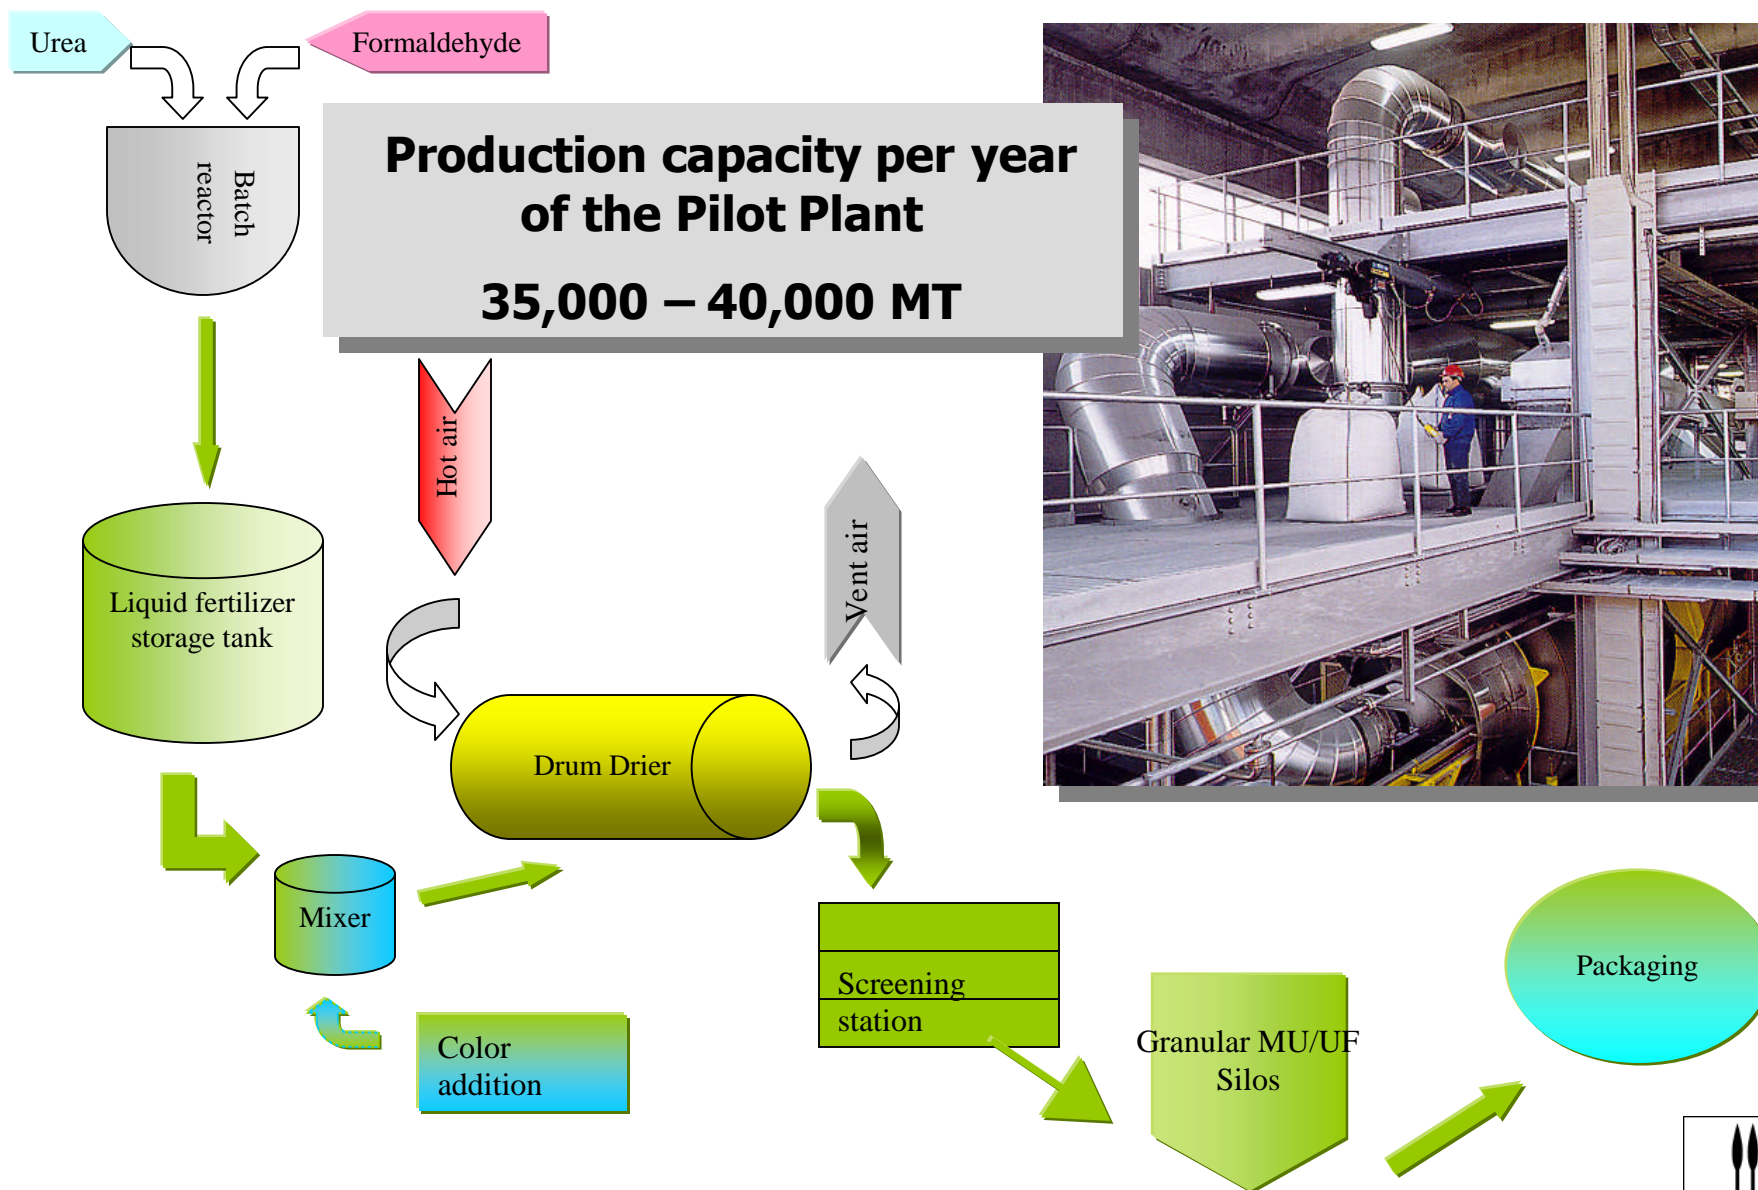 Urea
Formaldehyde
Batch
reactor
Production capacity per year
of the Pilot Plant
35,000 – 40,000 MT
Hot air
Vent air
Liquid fertilizer
storage tank
Drum Drier
Mixer
Color
addition
Screening
station
Granular MU/UF
Silos
Packaging